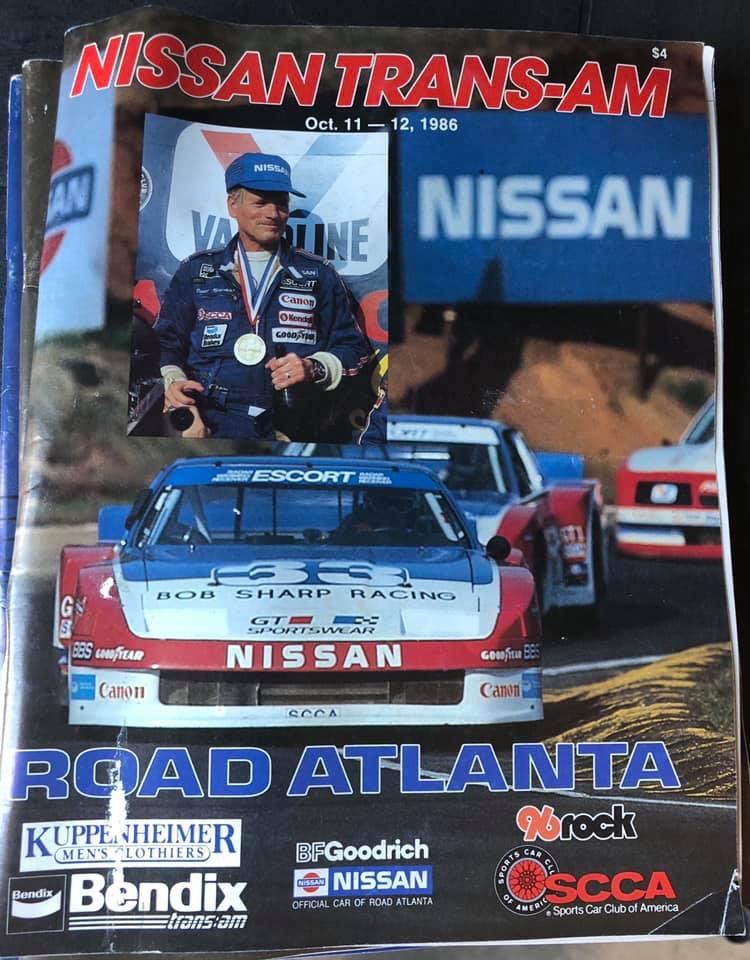 $4
NISSAN TRANS-AM
Oct. 11 — 12, 1986
NISSAN
NISSAN
Canon
Kendall
SCCA
GOODYEAR
ESCORT
33
BOB SHARP RACING
GT
SPORTSWEAR
NISSAN
BBS GOODYEAR
GOODYEAR BBS
Canon
Canon
SCCA
ROAD ATLANTA
KUPPENHEIMER
MEN'S CLOTHIERS
BFGoodrich
96rock
Bendix
Bendix
trans-am
NISSAN
NISSAN
OFFICIAL CAR OF ROAD ATLANTA
SPORTS CAR CLUB OF AMERICA
SCCA
® Sports Car Club of America